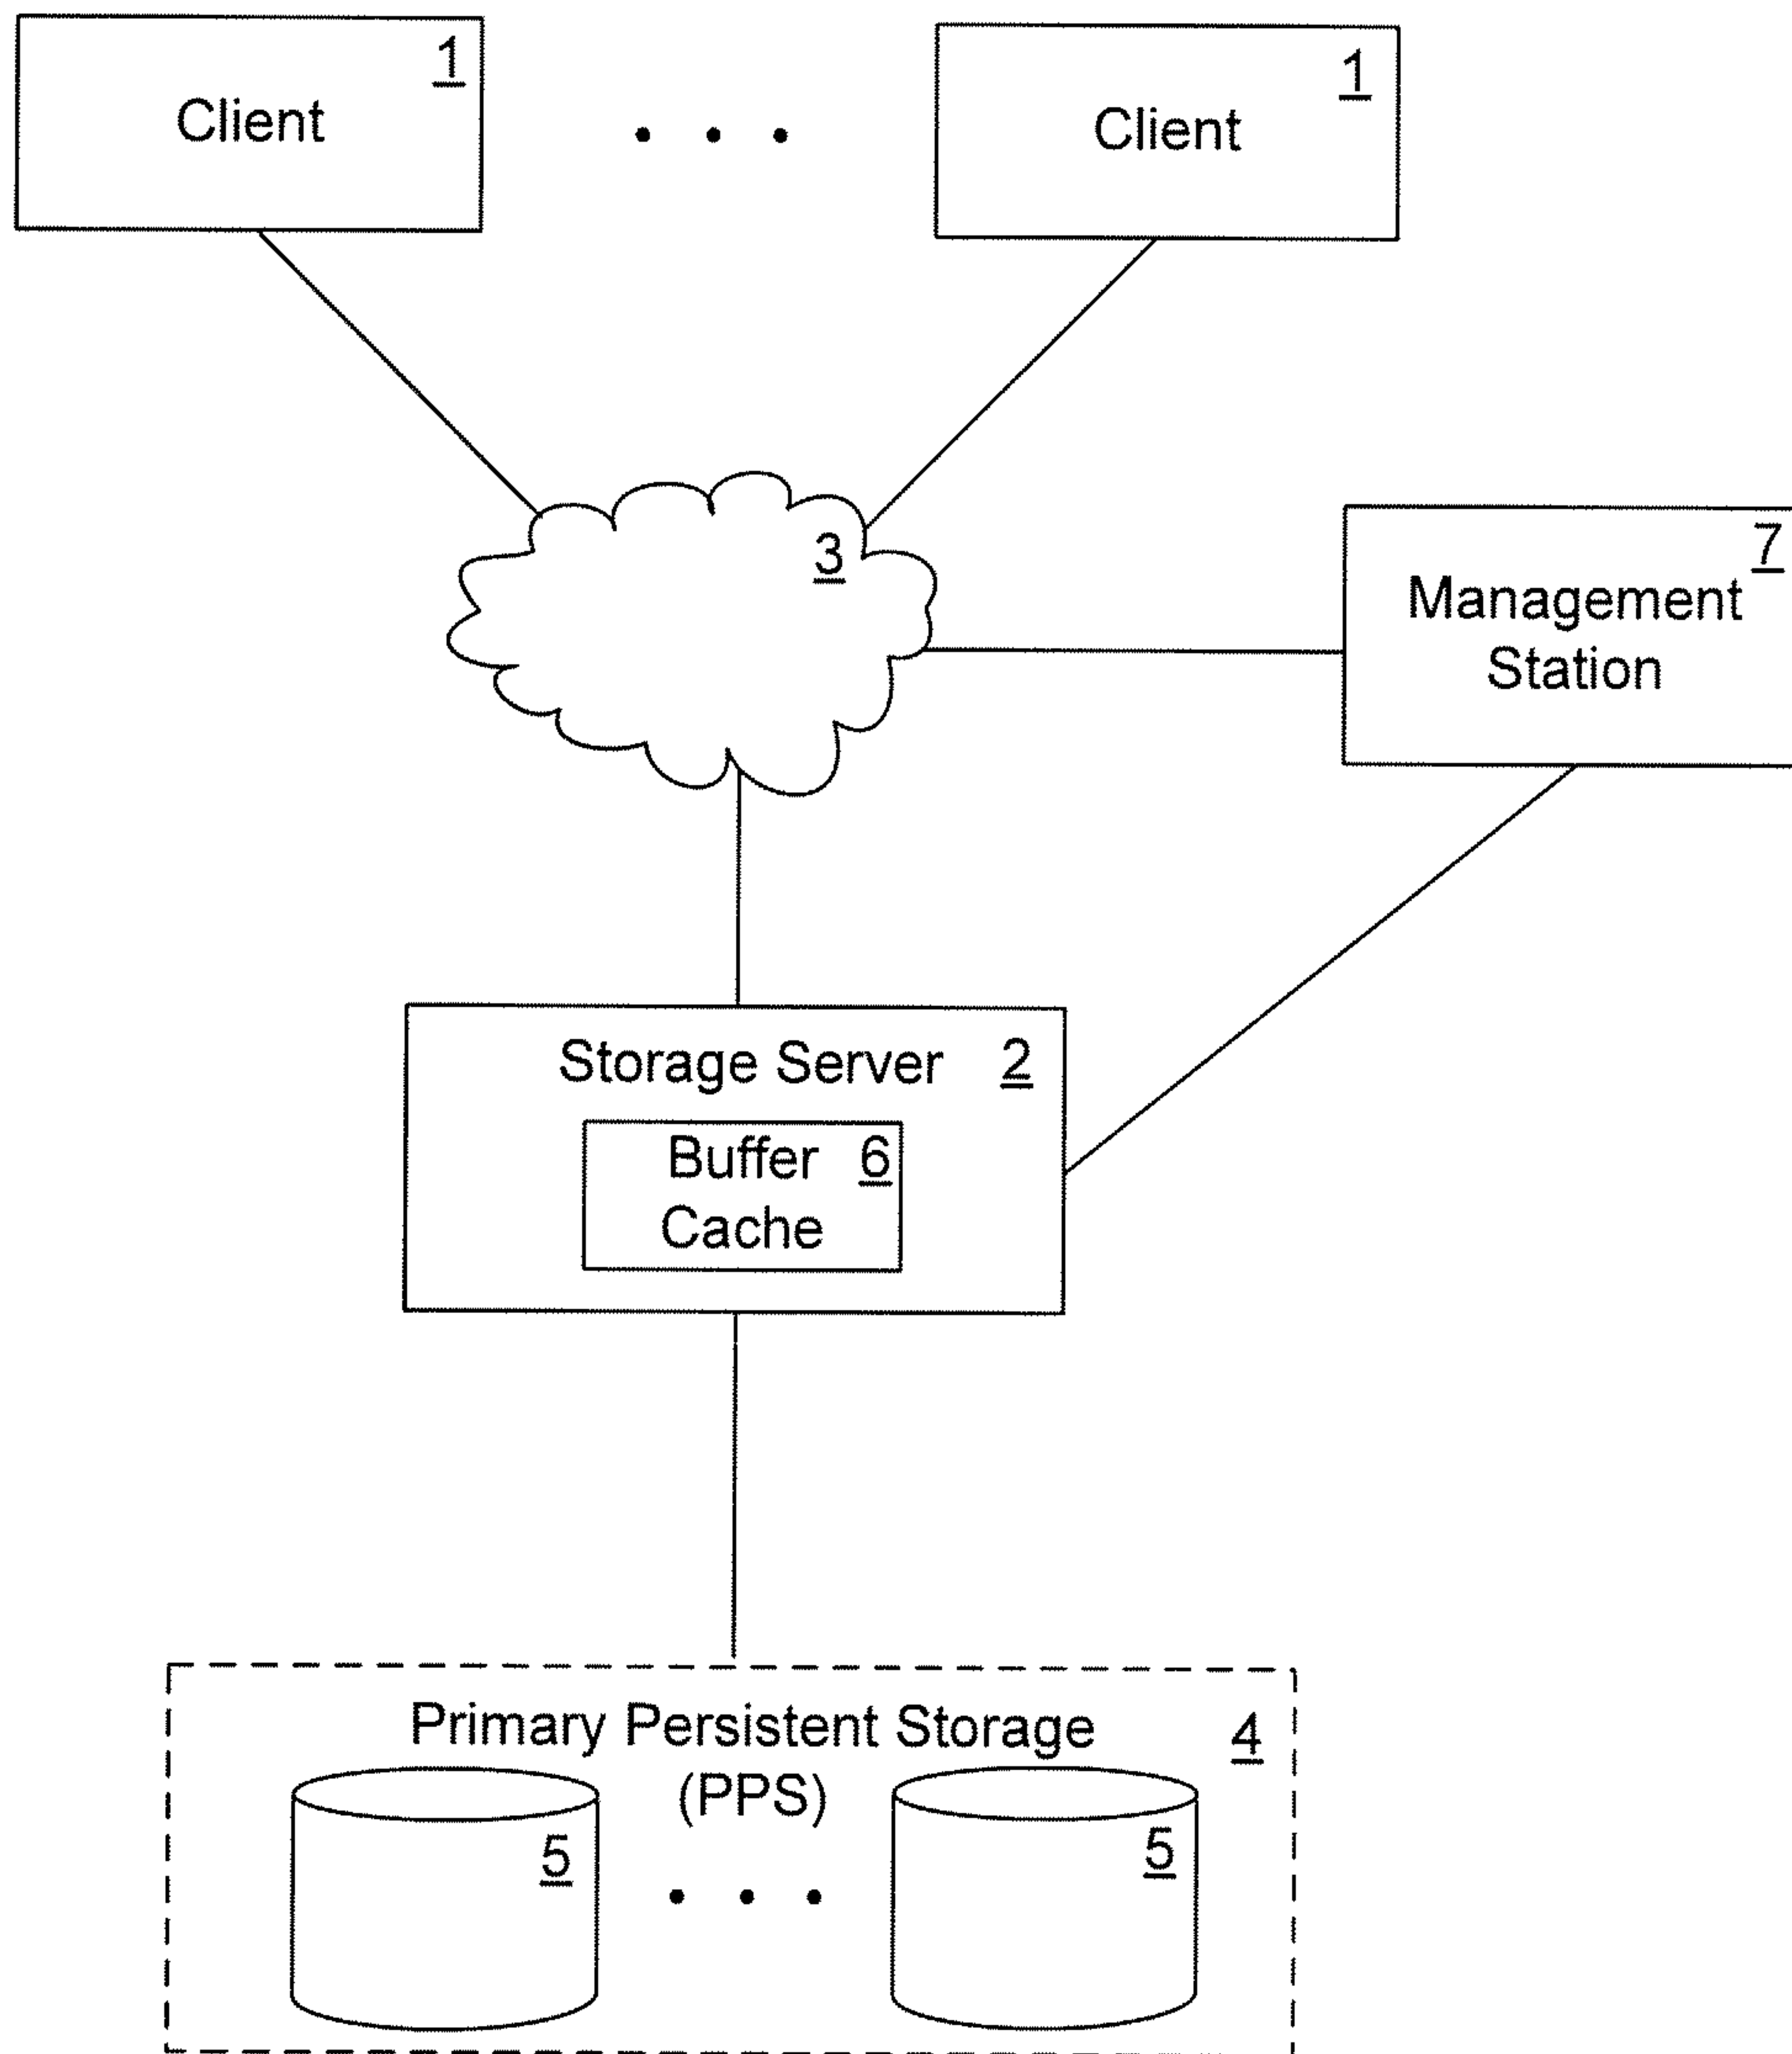 1
Client
1
Client
3
7
Management
Station
Storage Server 2
Buffer 6
Cache
Primary Persistent Storage 4
(PPS)
5
5